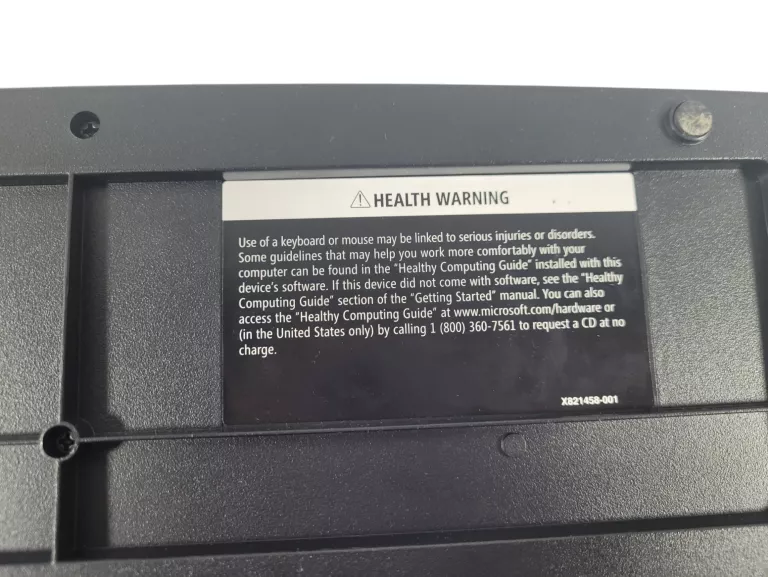 ⚠ HEALTH WARNING
Use of a keyboard or mouse may be linked to serious injuries or disorders.
Some guidelines that may help you work more comfortably with your
computer can be found in the "Healthy Computing Guide" installed with this
device's software. If this device did not come with software, see the "Healthy
Computing Guide" section of the "Getting Started" manual. You can also
access the "Healthy Computing Guide" at www.microsoft.com/hardware or
(in the United States only) by calling 1 (800) 360-7561 to request a CD at no
charge.
X821458-001